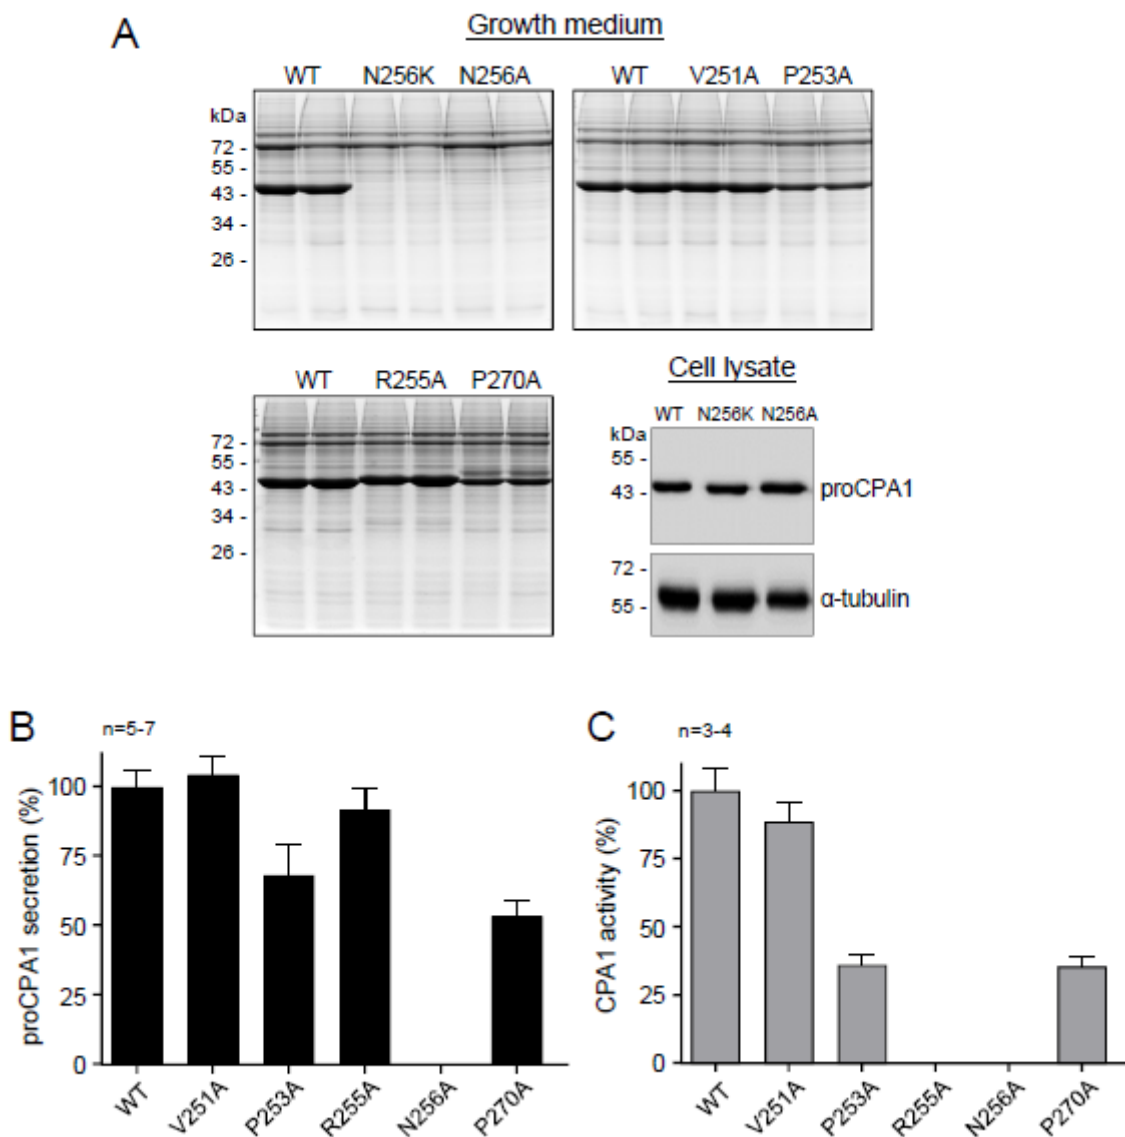 A
Growth medium
WT N256K N256A
kDa
72 -
55 -
43 -
34 -
26 -
WT V251A P253A
WT R255A P270A
72 -
55 -
43 -
34 -
26 -
Cell lysate
WT N256K N256A
kDa
55 -
43 -
proCPA1
72 -
55 -
α-tubulin
B
n=5-7
proCPA1 secretion (%)
100
75
50
25
0
WT V251A P253A R255A N256A P270A
C
n=3-4
CPA1 activity (%)
100
75
50
25
0
WT V251A P253A R255A N256A P270A